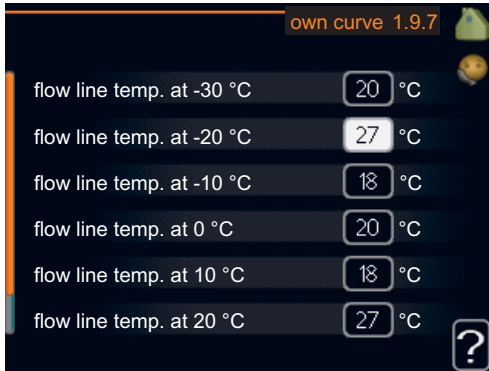 own curve 1.9.7
flow line temp. at -30 °C 20 °C
flow line temp. at -20 °C 27 °C
flow line temp. at -10 °C 18 °C
flow line temp. at 0 °C 20 °C
flow line temp. at 10 °C 18 °C
flow line temp. at 20 °C 27 °C
?